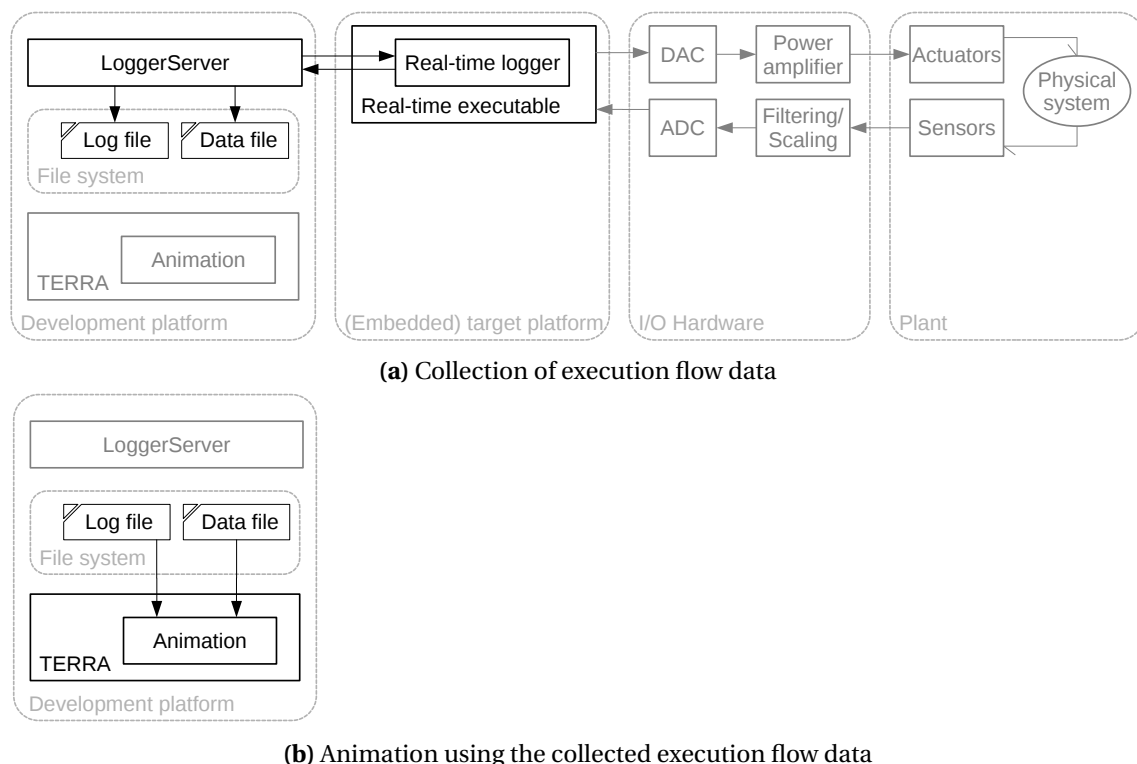 LoggerServer
Log file
Data file
File system
Animation
TERRA
Development platform
Real-time logger
Real-time executable
(Embedded) target platform
DAC
Power
amplifier
ADC
Filtering/
Scaling
I/O Hardware
Actuators
Physical
system
Sensors
Plant
(a) Collection of execution flow data
LoggerServer
Log file
Data file
File system
Animation
TERRA
Development platform
(b) Animation using the collected execution flow data